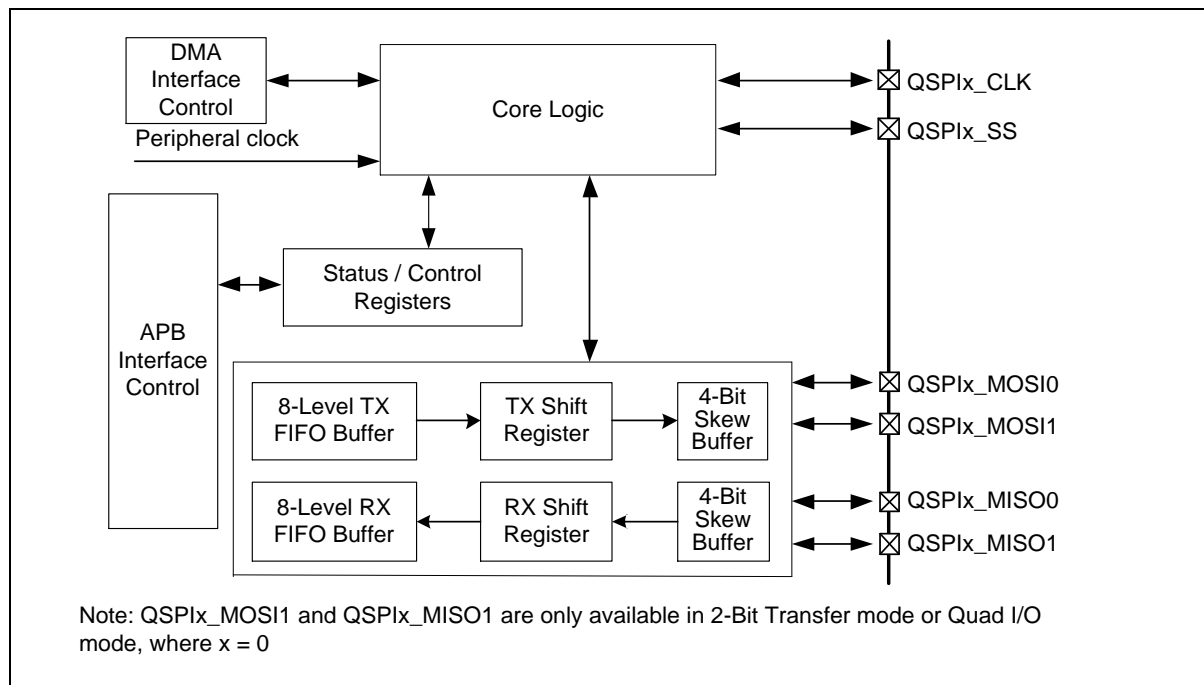 DMA
Interface
Control
Peripheral clock
Core Logic
QSPIx_CLK
QSPIx_SS
APB
Interface
Control
Status / Control
Registers
8-Level TX
FIFO Buffer
TX Shift
Register
4-Bit
Skew
Buffer
8-Level RX
FIFO Buffer
RX Shift
Register
4-Bit
Skew
Buffer
QSPIx_MOSI0
QSPIx_MOSI1
QSPIx_MISO0
QSPIx_MISO1
Note: QSPIx_MOSI1 and QSPIx_MISO1 are only available in 2-Bit Transfer mode or Quad I/O
mode, where x = 0